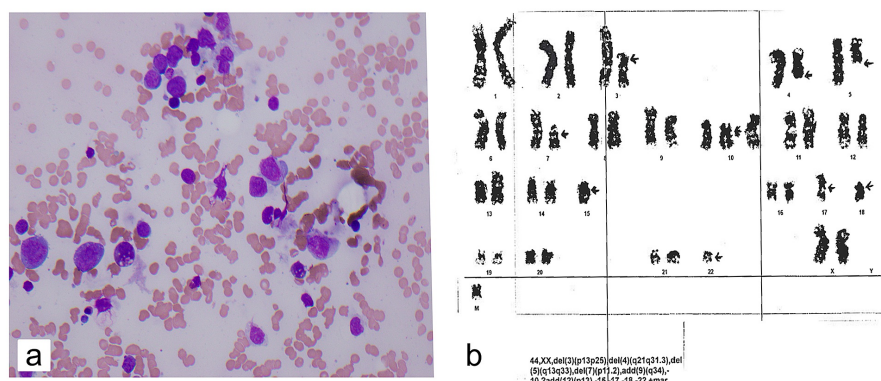 1 2 3 4 5
6 7 8 9 10 11 12
13 14 15 16 17 18
19 20 21 22 X Y
M
a
b
44,XX,del(3)(p13p25),del(4)(q21q31.3),del
(5)(q13q33),del(7)(p11.2),add(9)(q34),-